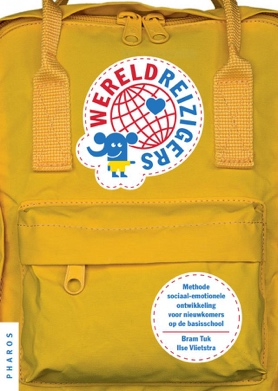 WERELDREIZIGERS
Methode
sociaal-emotionele
ontwikkeling
voor nieuwkomers
op de basisschool
Bram Tuk
Ilse Vlietstra
PHAROS